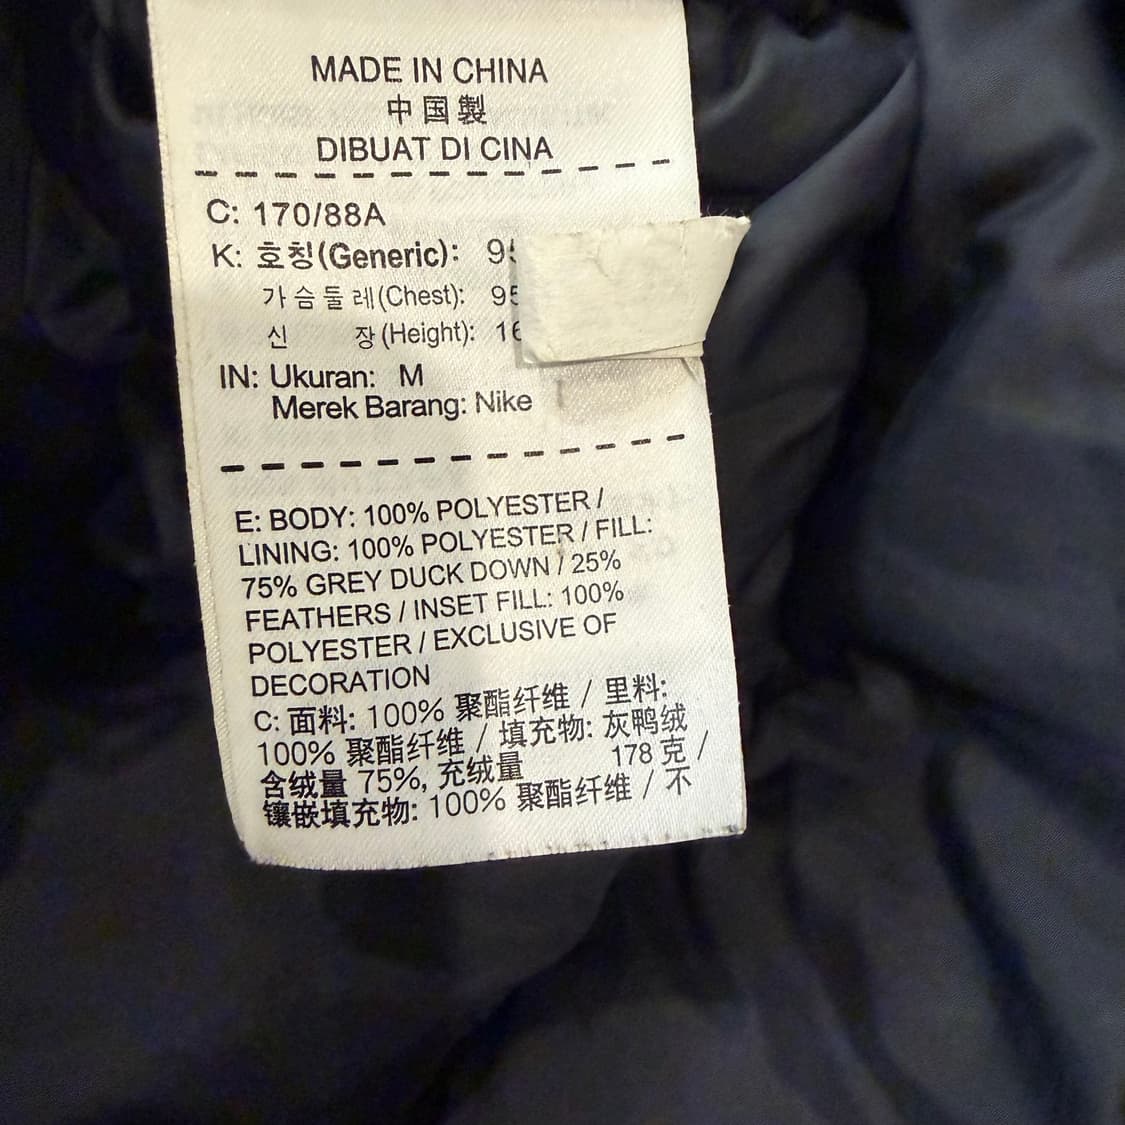 MADE IN CHINA
中国製
DIBUAT DI CINA
C: 170/88A
K: 호칭(Generic):
가슴둘레(Chest):
신 장(Height):
IN: Ukuran: M
Merek Barang: Nike
E: BODY: 100% POLYESTER /
LINING: 100% POLYESTER / FILL:
75% GREY DUCK DOWN / 25%
FEATHERS / INSET FILL: 100%
POLYESTER / EXCLUSIVE OF
DECORATION
C: 面料: 100% 聚酯纤维 / 里料:
100% 聚酯纤维 / 填充物: 灰鸭绒
含绒量 75%, 充绒量 178 克 /
镶嵌填充物: 100% 聚酯纤维 / 不